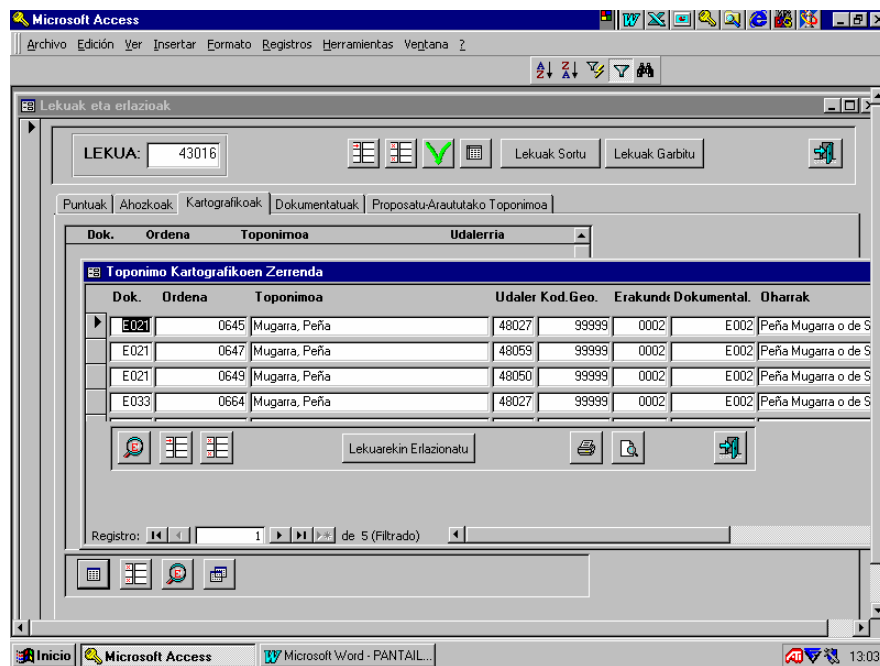 Microsoft Access
Archivo Edición Ver Insertar Formato Registros Herramientas Ventana ?
Lekuak eta erlazioak
LEKUA: 43016 Lekuak Sortu Lekuak Garbitu
Puntuak Ahozkoak Kartografikoak Dokumentatuak Proposatu-Arautututako Toponimoa
Dok. Ordena Toponimoa Udalerria
Toponimo Kartografikoen Zerrenda
Dok. Ordena Toponimoa Udaler Kod.Geo. Erakunde Dokumental. Oharrak
E021 0645 Mugarra, Peña 48027 99999 0002 E002 Peña Mugarra o de S
E021 0647 Mugarra, Peña 48059 99999 0002 E002 Peña Mugarra o de S
E021 0649 Mugarra, Peña 48050 99999 0002 E002 Peña Mugarra o de S
E033 0664 Mugarra, Peña 48027 99999 0002 E002 Peña Mugarra o de S
Lekuarekin Erlazionatu
Registro: 1 de 5 (Filtrado)
Inicio Microsoft Access Microsoft Word - PANTAIL... 13:03